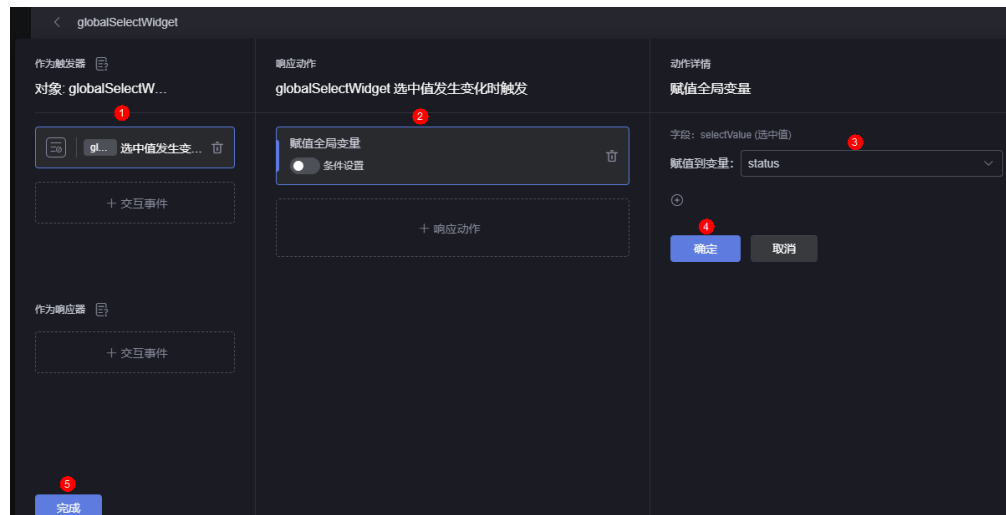 globalSelectWidget
作为触发器
对象: globalSelectW...
1
gl... 选中值发生变...
+ 交互事件
作为响应器
+ 交互事件
5
完成
响应动作
globalSelectWidget 选中值发生变化时触发
2
赋值全局变量
条件设置
+ 响应动作
动作详情
赋值全局变量
字段：selectValue (选中值)
3
赋值到变量： status
4
确定 取消